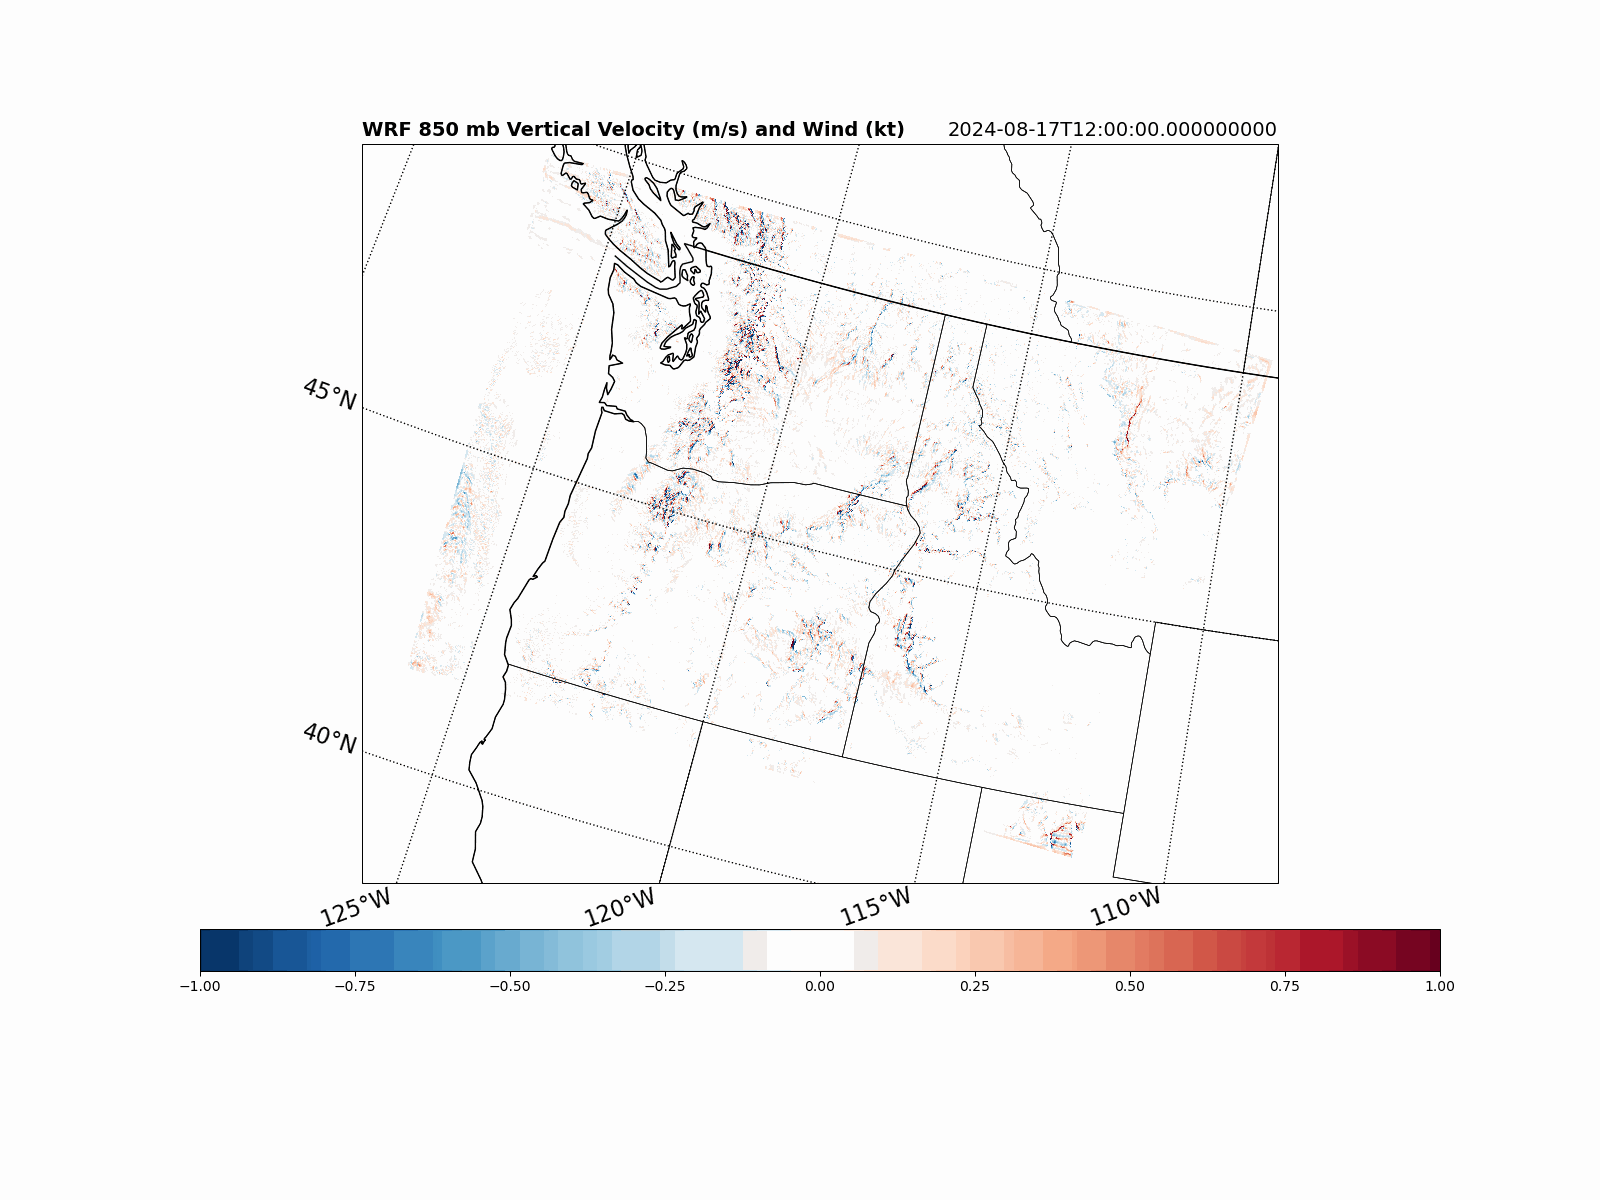 WRF 850 mb Vertical Velocity (m/s) and Wind (kt) 2024-08-17T12:00:00.000000000
45°N
40°N
125°W 120°W 115°W 110°W
−1.00 −0.75 −0.50 −0.25 0.00 0.25 0.50 0.75 1.00